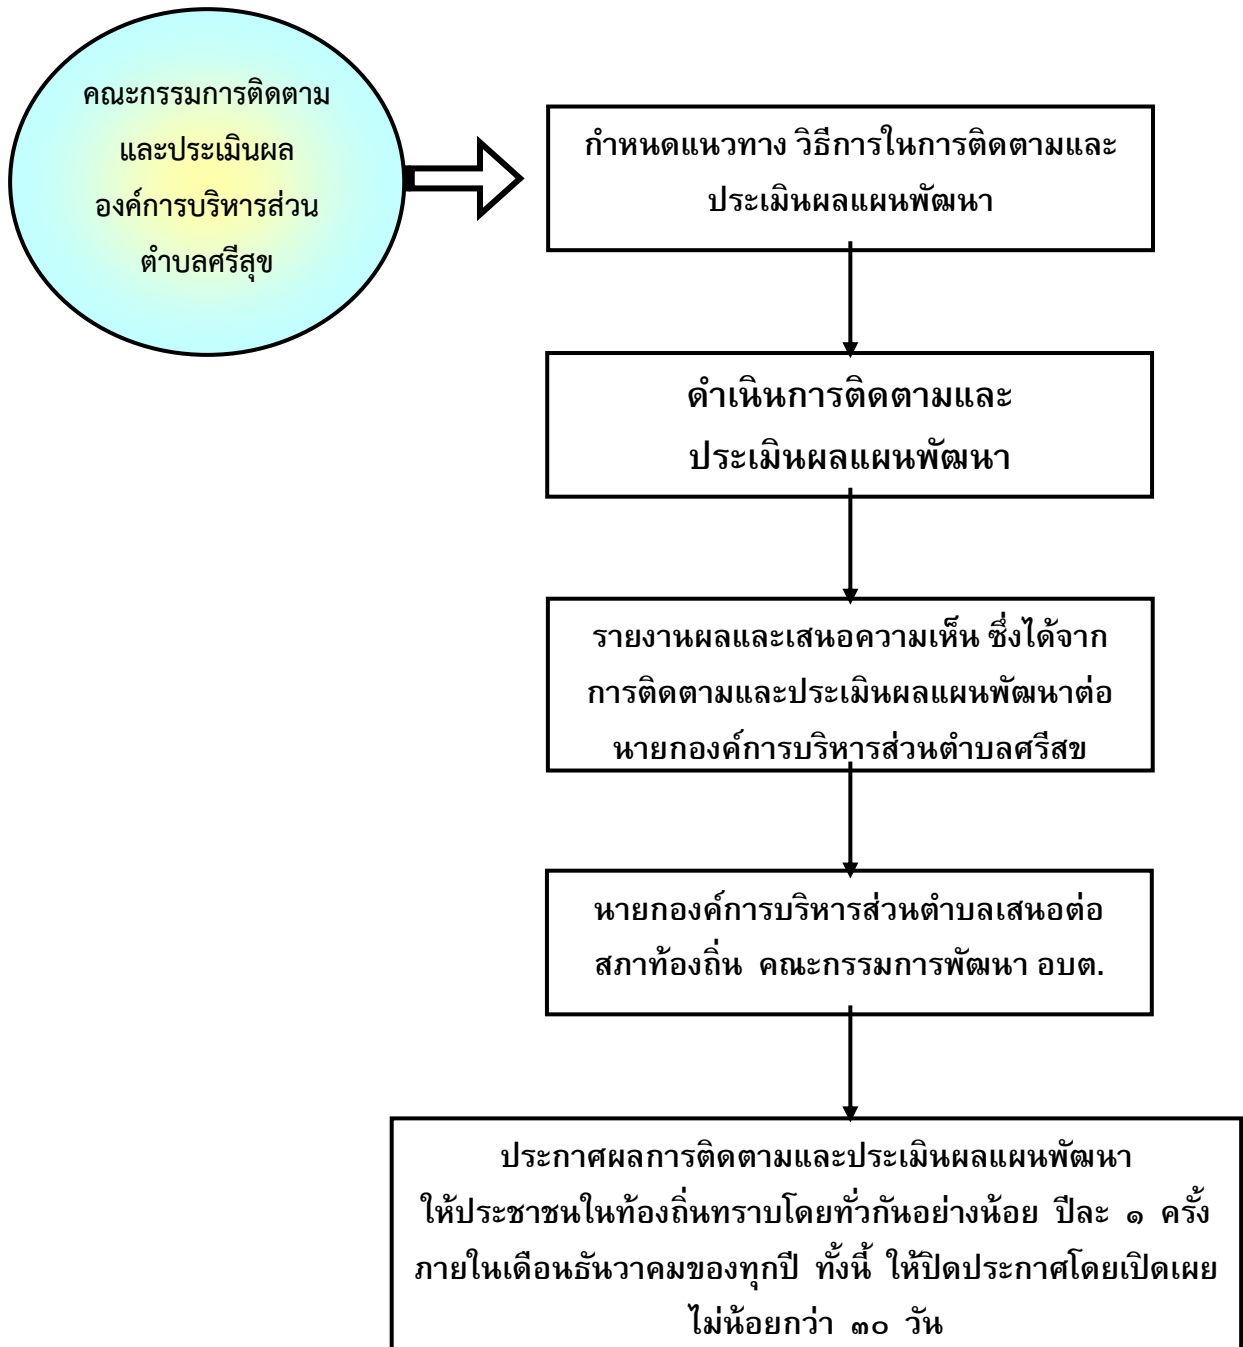 คณะกรรมการติดตาม
และประเมินผล
องค์การบริหารส่วน
ตำบลศรีสุข
กำหนดแนวทาง วิธีการในการติดตามและ
ประเมินผลแผนพัฒนา
ดำเนินการติดตามและ
ประเมินผลแผนพัฒนา
รายงานผลและเสนอความเห็น ซึ่งได้จาก
การติดตามและประเมินผลแผนพัฒนาต่อ
นายกองค์การบริหารส่วนตำบลศรีสข
นายกองค์การบริหารส่วนตำบลเสนอต่อ
สภาท้องถิ่น คณะกรรมการพัฒนา อบต.
ประกาศผลการติดตามและประเมินผลแผนพัฒนา
ให้ประชาชนในท้องถิ่นทราบโดยทั่วกันอย่างน้อย ปีละ ๑ ครั้ง
ภายในเดือนธันวาคมของทุกปี ทั้งนี้ ให้ปิดประกาศโดยเปิดเผย
ไม่น้อยกว่า ๓๐ วัน